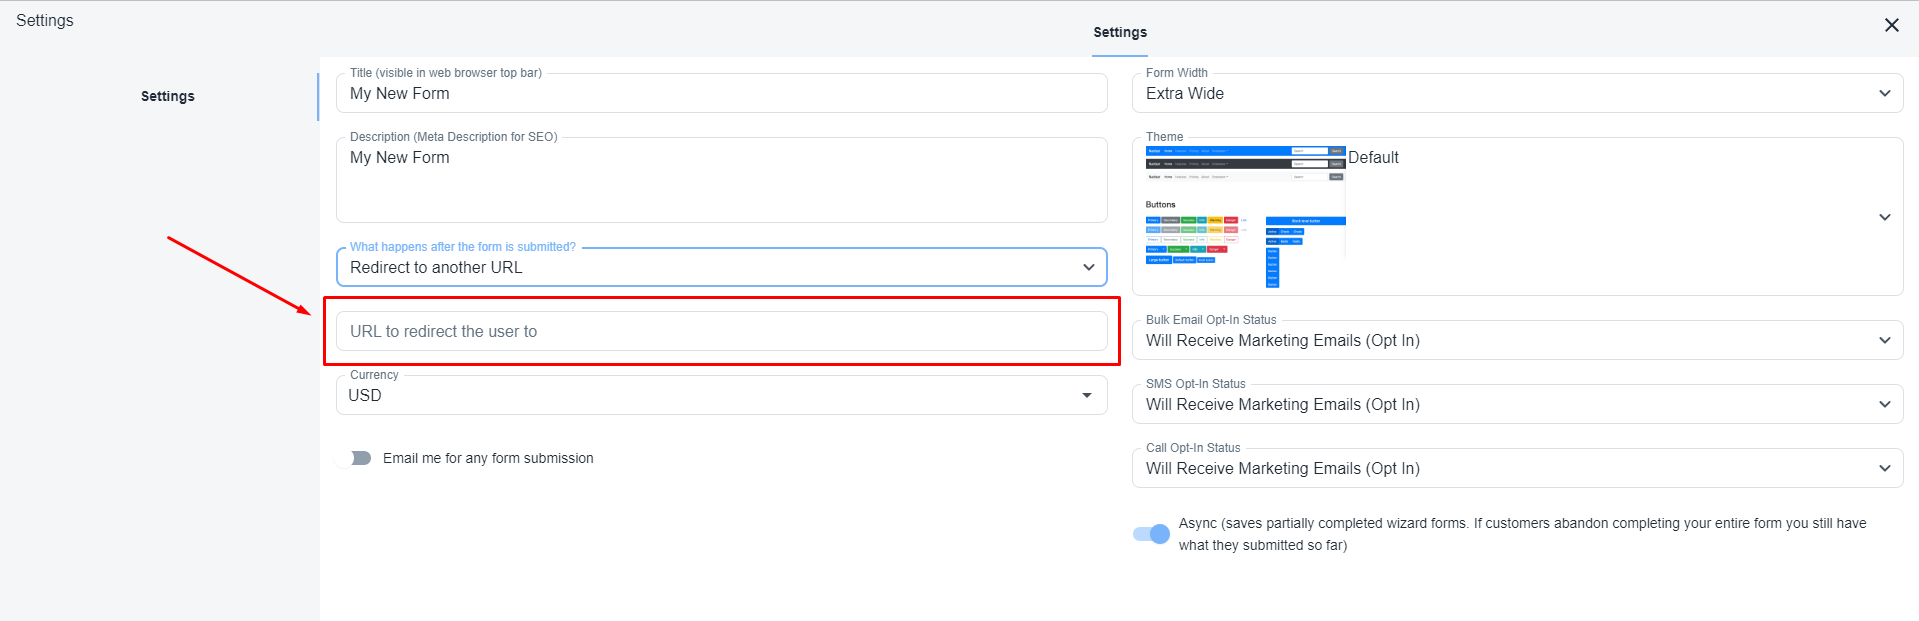 Settings
Settings
Settings
Title (visible in web browser top bar)
My New Form
Description (Meta Description for SEO)
My New Form
What happens after the form is submitted?
Redirect to another URL
URL to redirect the user to
Currency
USD
Email me for any form submission
Form Width
Extra Wide
Theme
Default
Buttons
Bulk Email Opt-In Status
Will Receive Marketing Emails (Opt In)
SMS Opt-In Status
Will Receive Marketing Emails (Opt In)
Call Opt-In Status
Will Receive Marketing Emails (Opt In)
Async (saves partially completed wizard forms. If customers abandon completing your entire form you still have
what they submitted so far)